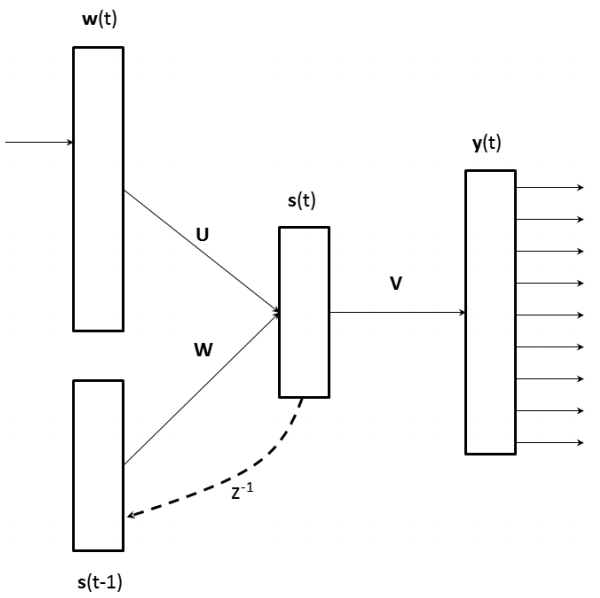 w(t)
y(t)
s(t)
U
V
W
z⁻¹
s(t-1)